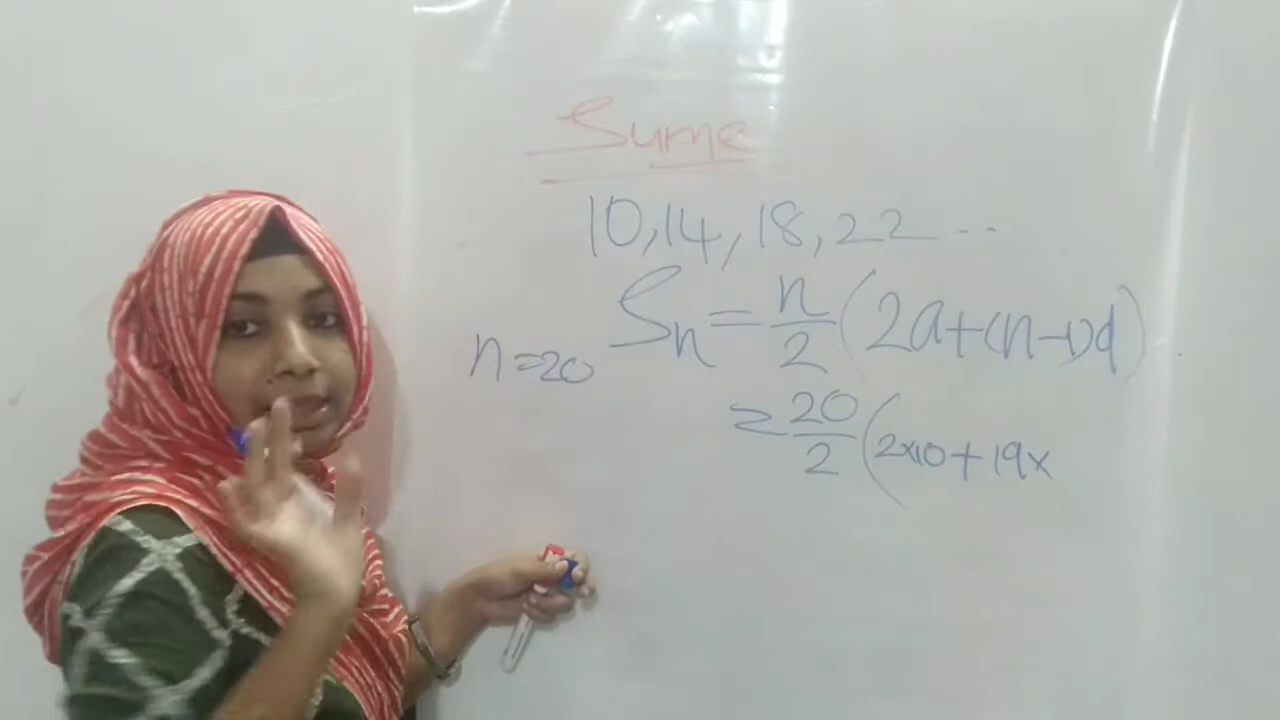 Sume
10, 14, 18, 22 ...
Sn = n/2 (2a + (n-1)d)
n = 20
= 20/2 (2x10 + 19x